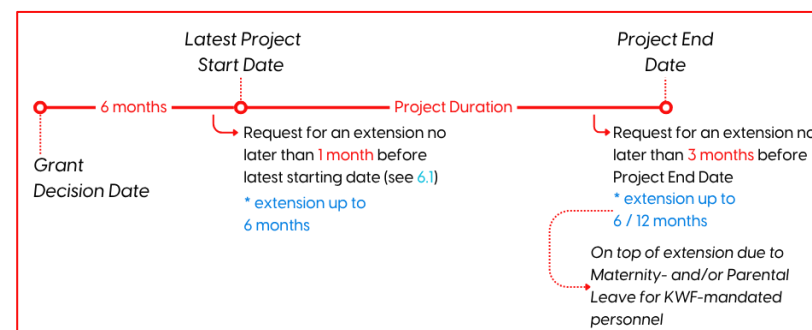 Latest Project
Start Date
Project End
Date
6 months
Project Duration
Grant
Decision Date
Request for an extension no
later than 1 month before
latest starting date (see 6.1)
* extension up to
6 months
Request for an extension no
later than 3 months before
Project End Date
* extension up to
6 / 12 months
On top of extension due to
Maternity- and/or Parental
Leave for KWF-mandated
personnel